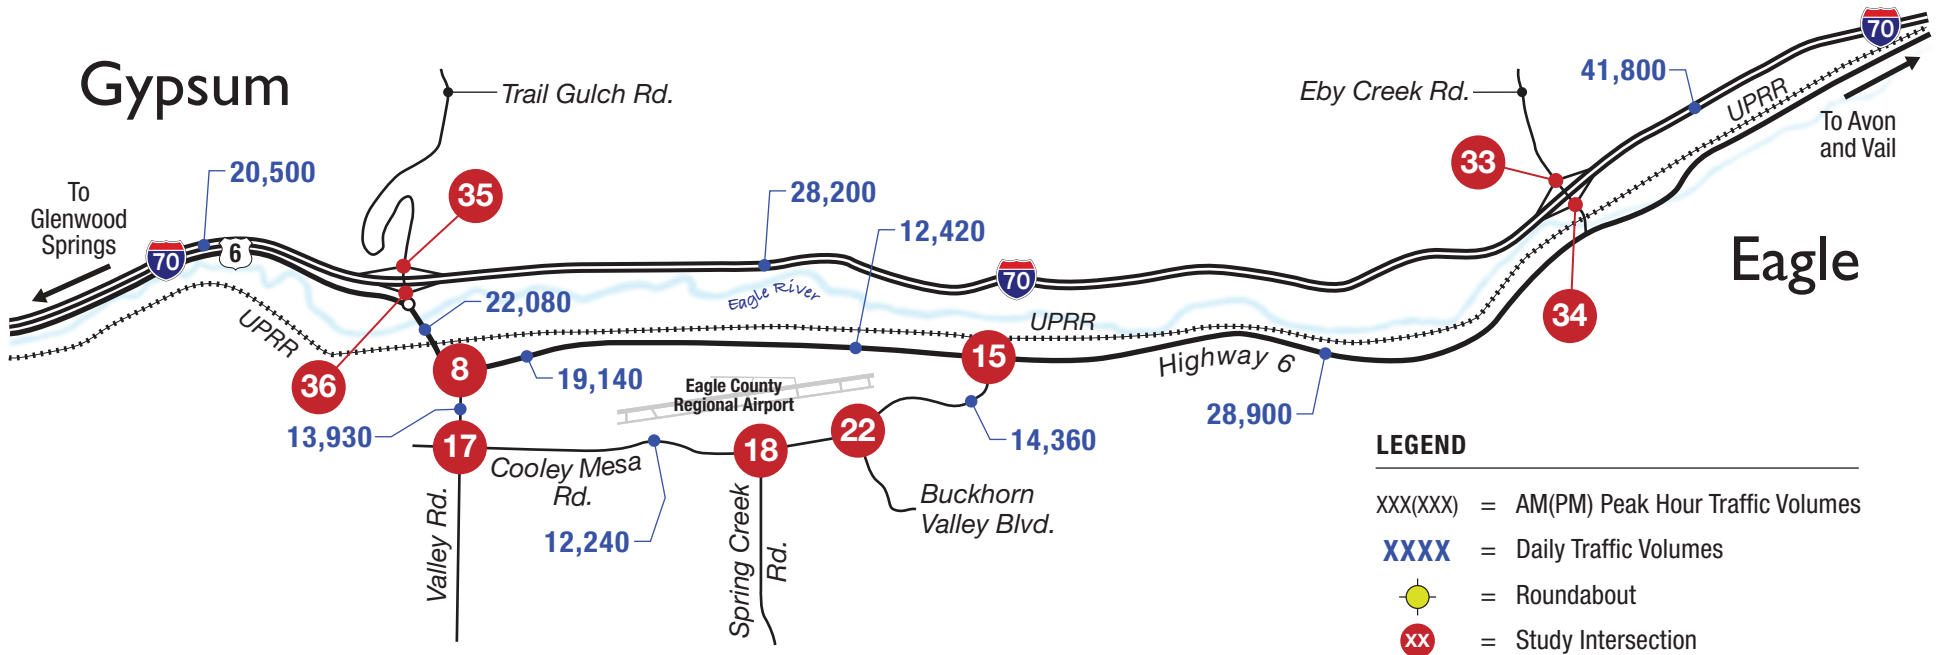 Gypsum
Trail Gulch Rd.
20,500
35
To
Glenwood
Springs
70
6
28,200
12,420
Eby Creek Rd.
41,800
70
UPRR
To Avon
and Vail
33
Eagle
34
22,080
Eagle River
70
UPRR
UPRR
36
8
19,140
Eagle County
Regional Airport
15
Highway 6
28,900
13,930
17
Cooley Mesa
Rd.
18
22
14,360
12,240
Valley Rd.
Spring Creek
Rd.
Buckhorn
Valley Blvd.
LEGEND
XXX(XXX) = AM(PM) Peak Hour Traffic Volumes
XXXX = Daily Traffic Volumes
= Roundabout
XX = Study Intersection